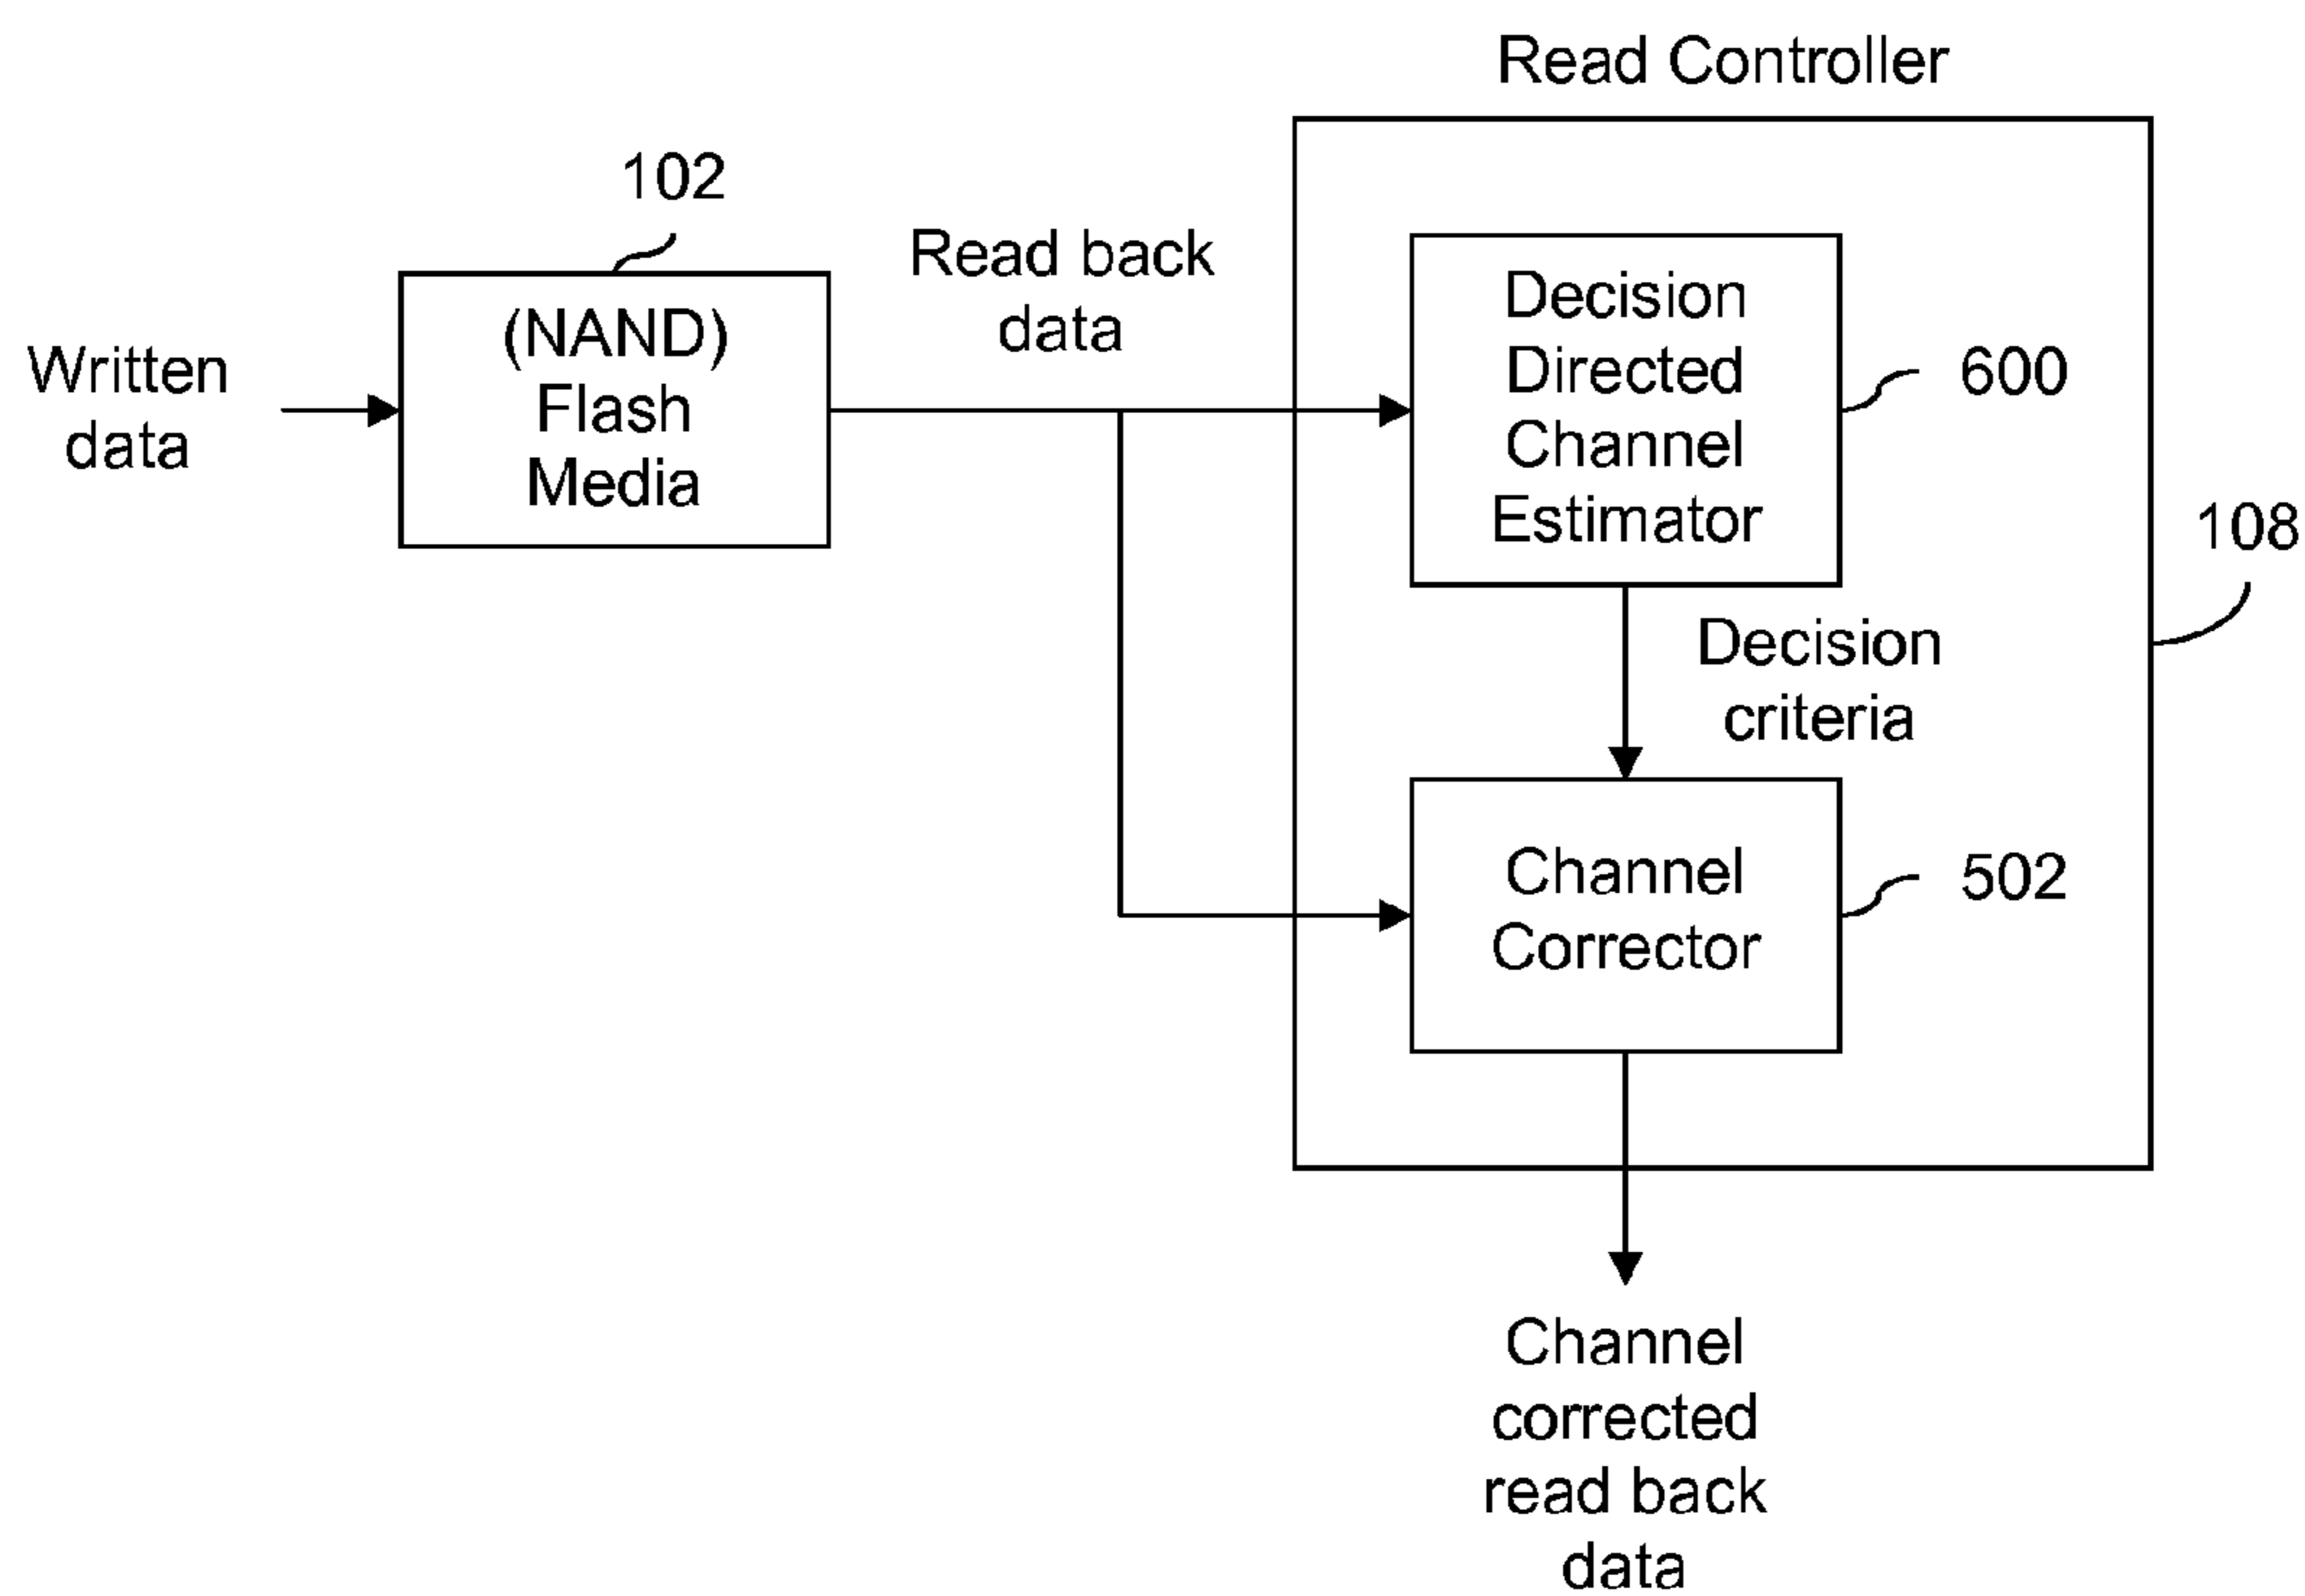 Read Controller
102
Written
data
(NAND)
Flash
Media
Read back
data
Decision
Directed
Channel
Estimator
600
108
Decision
criteria
Channel
Corrector
502
Channel
corrected
read back
data